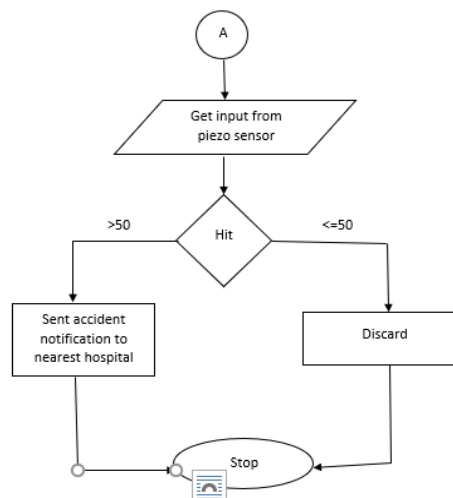 A
Get input from
piezo sensor
>50
Hit
<=50
Sent accident
notification to
nearest hospital
Discard
Stop